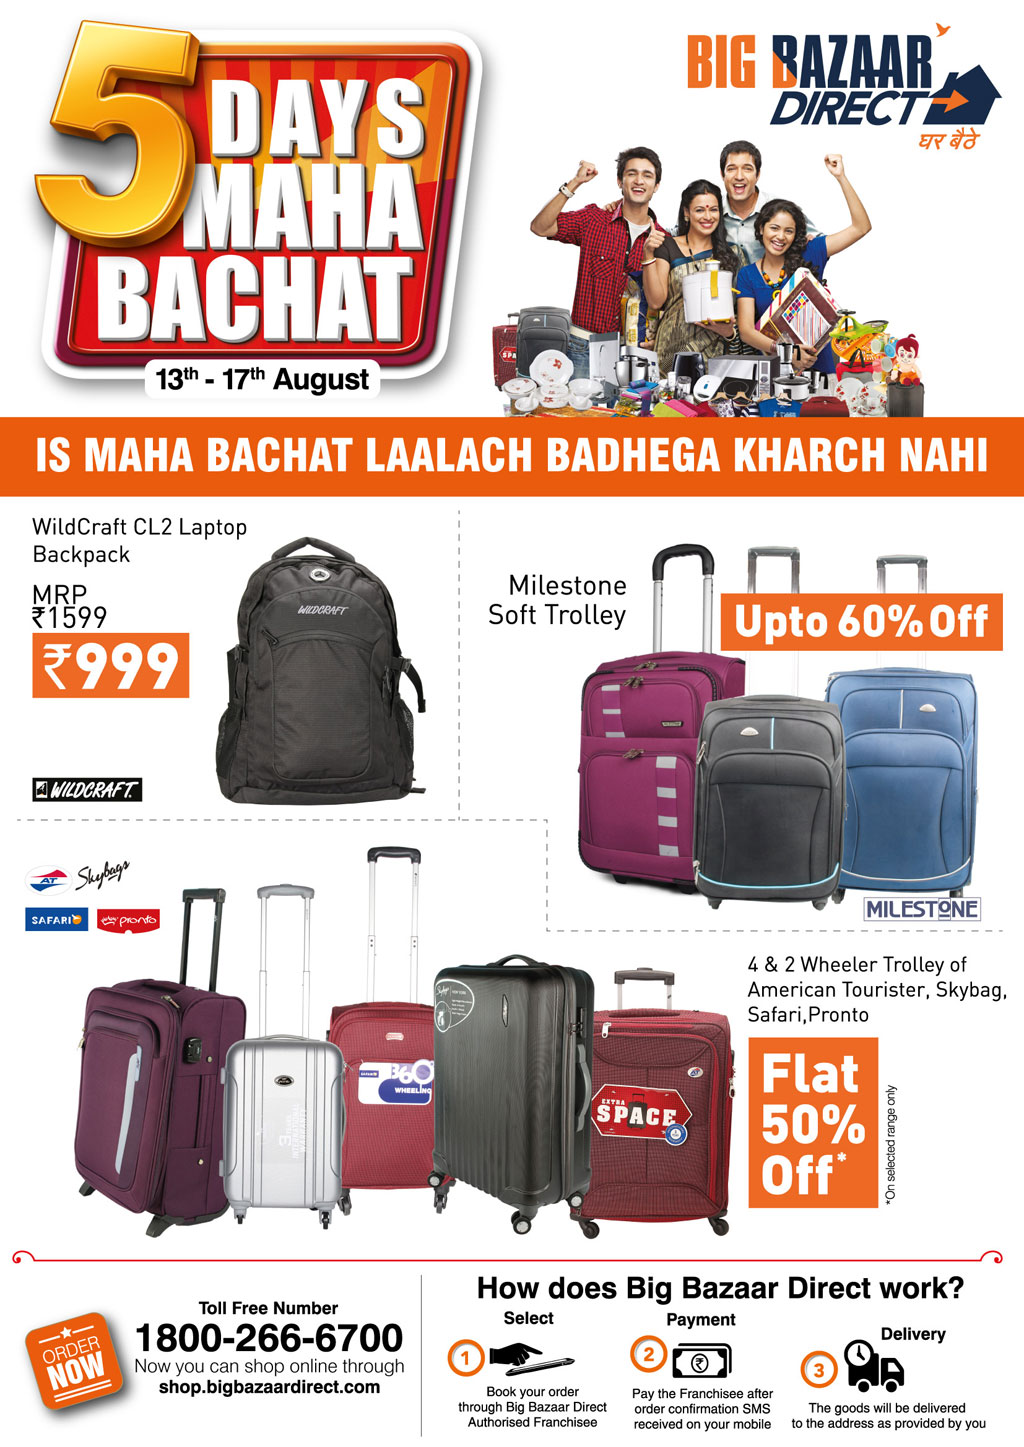 5
DAYS
MAHA
BACHAT
13th - 17th August
BIG BAZAAR
DIRECT
घर बैठे
IS MAHA BACHAT LAALACH BADHEGA KHARCH NAHI
WildCraft CL2 Laptop
Backpack
MRP
₹1599
₹999
WILDCRAFT
WILDCRAFT.
Milestone
Soft Trolley
Upto 60% Off
MILESTONE
AT Skybags
SAFARI pronto
360°
WHEELING
EXTRA
SPACE
AT
4 & 2 Wheeler Trolley of
American Tourister, Skybag,
Safari,Pronto
Flat
50%
Off*
*On selected range only
ORDER
NOW
Toll Free Number
1800-266-6700
Now you can shop online through
shop.bigbazaardirect.com
How does Big Bazaar Direct work?
Select
1
Book your order
through Big Bazaar Direct
Authorised Franchisee
Payment
2
₹
Pay the Franchisee after
order confirmation SMS
received on your mobile
Delivery
3
The goods will be delivered
to the address as provided by you